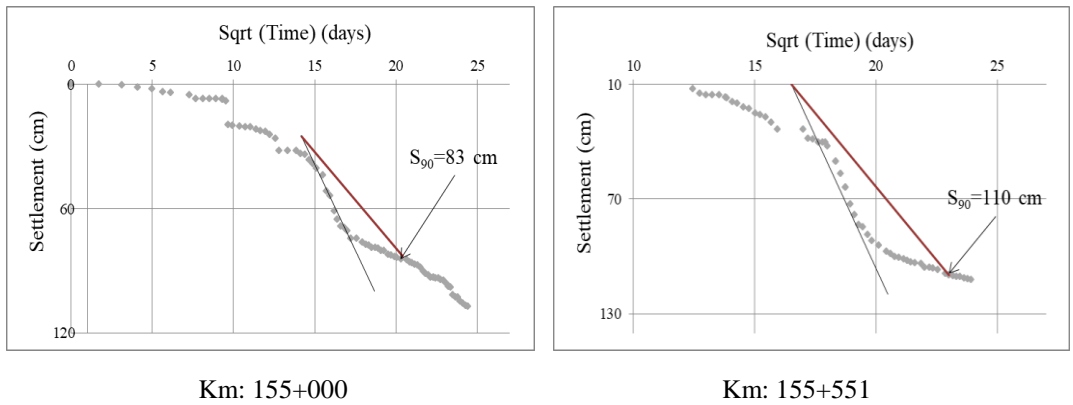 Sqrt (Time) (days)
0 5 10 15 20 25
0
60
120
Settlement (cm)
S90=83 cm
Km: 155+000
Sqrt (Time) (days)
10 15 20 25
10
70
130
Settlement (cm)
S90=110 cm
Km: 155+551